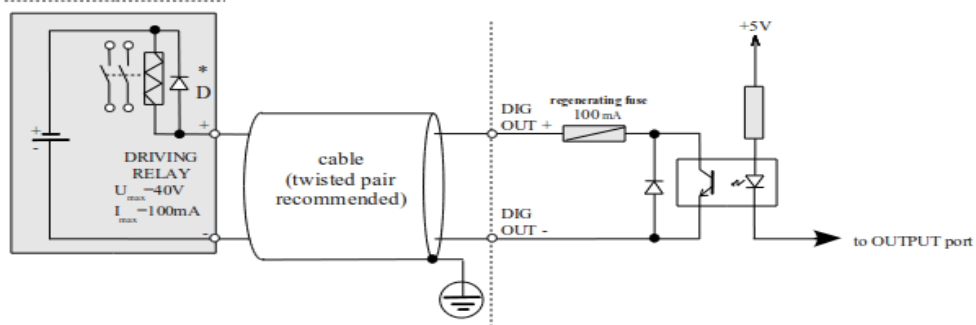 +5V
regenerating fuse
100 mA
DIG
OUT +
*
D
+
+
-
DRIVING
RELAY
Umax=40V
Imax=100mA
-
cable
(twisted pair
recommended)
DIG
OUT -
to OUTPUT port